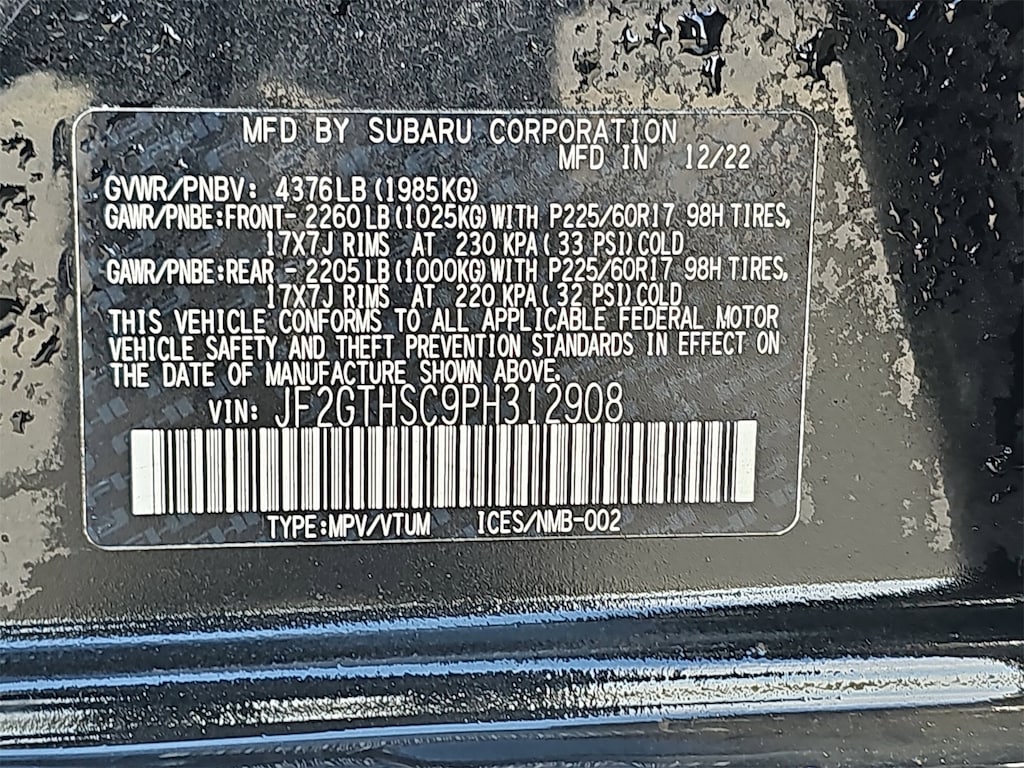 MFD BY SUBARU CORPORATION
MFD IN 12/22
GVWR/PNBV: 4376LB (1985KG)
GAWR/PNBE:FRONT- 2260LB (1025KG) WITH P225/60R17 98H TIRES,
17X7J RIMS AT 230 KPA ( 33 PSI) COLD
GAWR/PNBE:REAR - 2205LB (1000KG) WITH P225/60R17 98H TIRES,
17X7J RIMS AT 220 KPA ( 32 PSI) COLD
THIS VEHICLE CONFORMS TO ALL APPLICABLE FEDERAL MOTOR
VEHICLE SAFETY AND THEFT PREVENTION STANDARDS IN EFFECT ON
THE DATE OF MANUFACTURE SHOWN ABOVE.
VIN: JF2GTHSC9PH312908
TYPE:MPV/VTUM ICES/NMB-002